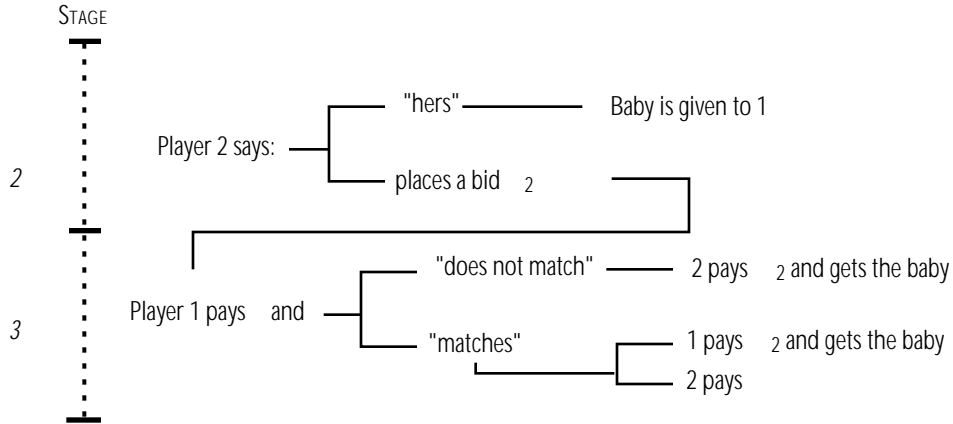 STAGE
"hers" Baby is given to 1
Player 2 says:
2
places a bid 2
"does not match" 2 pays 2 and gets the baby
Player 1 pays and
3
"matches"
1 pays 2 and gets the baby
2 pays